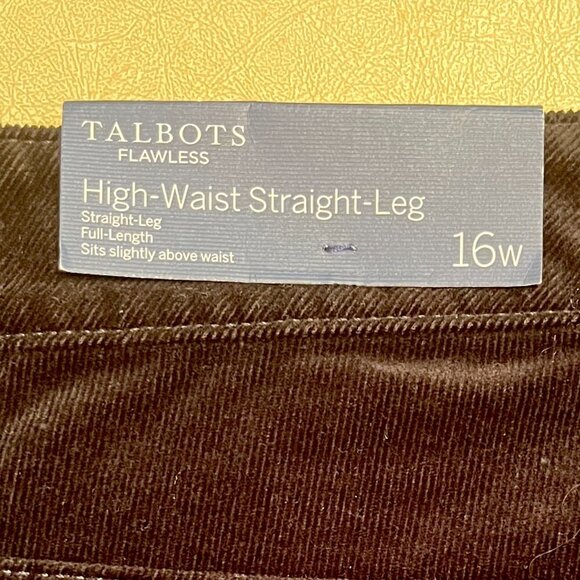 TALBOTS
FLAWLESS
High-Waist Straight-Leg
Straight-Leg
Full-Length
Sits slightly above waist
16W